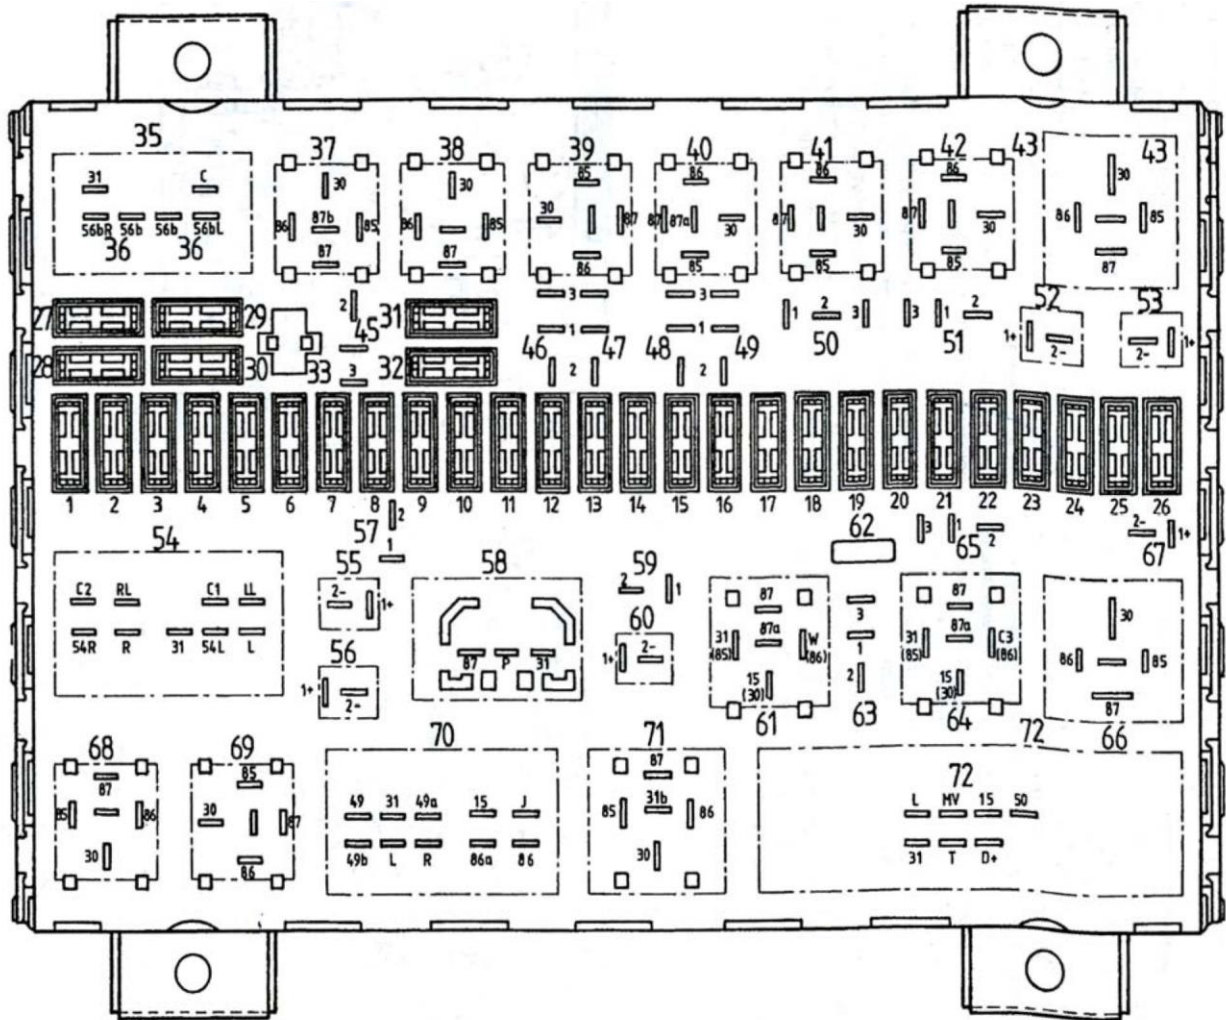 35 37 38 39 40 41 42 43 43
31 C 30 30 85 86 86 86 30
56bR 56b 56b 56bL 86 87b 85 86 85 30 87 87 87a 30 87 30 87 30 86 85
36 36 87 87 86 85 85 85 87
27 29 2 31 3 3 1 2 3 3 1 2 52 53
45 1 1 50 51 1+ 2- 2- 1+
28 30 33 3 32 46 2 47 48 2 49
1 2 3 4 5 6 7 8 9 10 11 12 13 14 15 16 17 18 19 20 21 22 23 24 25 26
54 57 2 1 62 3 1 65 2 2- 1+ 67
55 58 59
C2 RL C1 LL 2- 1+ 2 1 87 3 87 30
54R R 31 54L L 60 31 (85) 87a W (86) 1 31 (85) 87a C3 (86) 86 85
56 87 P 31 1+ 2-
1+ 2- 15 (30) 2 15 (30) 87
61 63 64 66
68 69 70 71 72
87 85 87 72
49 31 49a 15 J L MV 15 50
85 86 30 87 85 31b 86
49b L R 86a 86 31 T D+
30 86 30